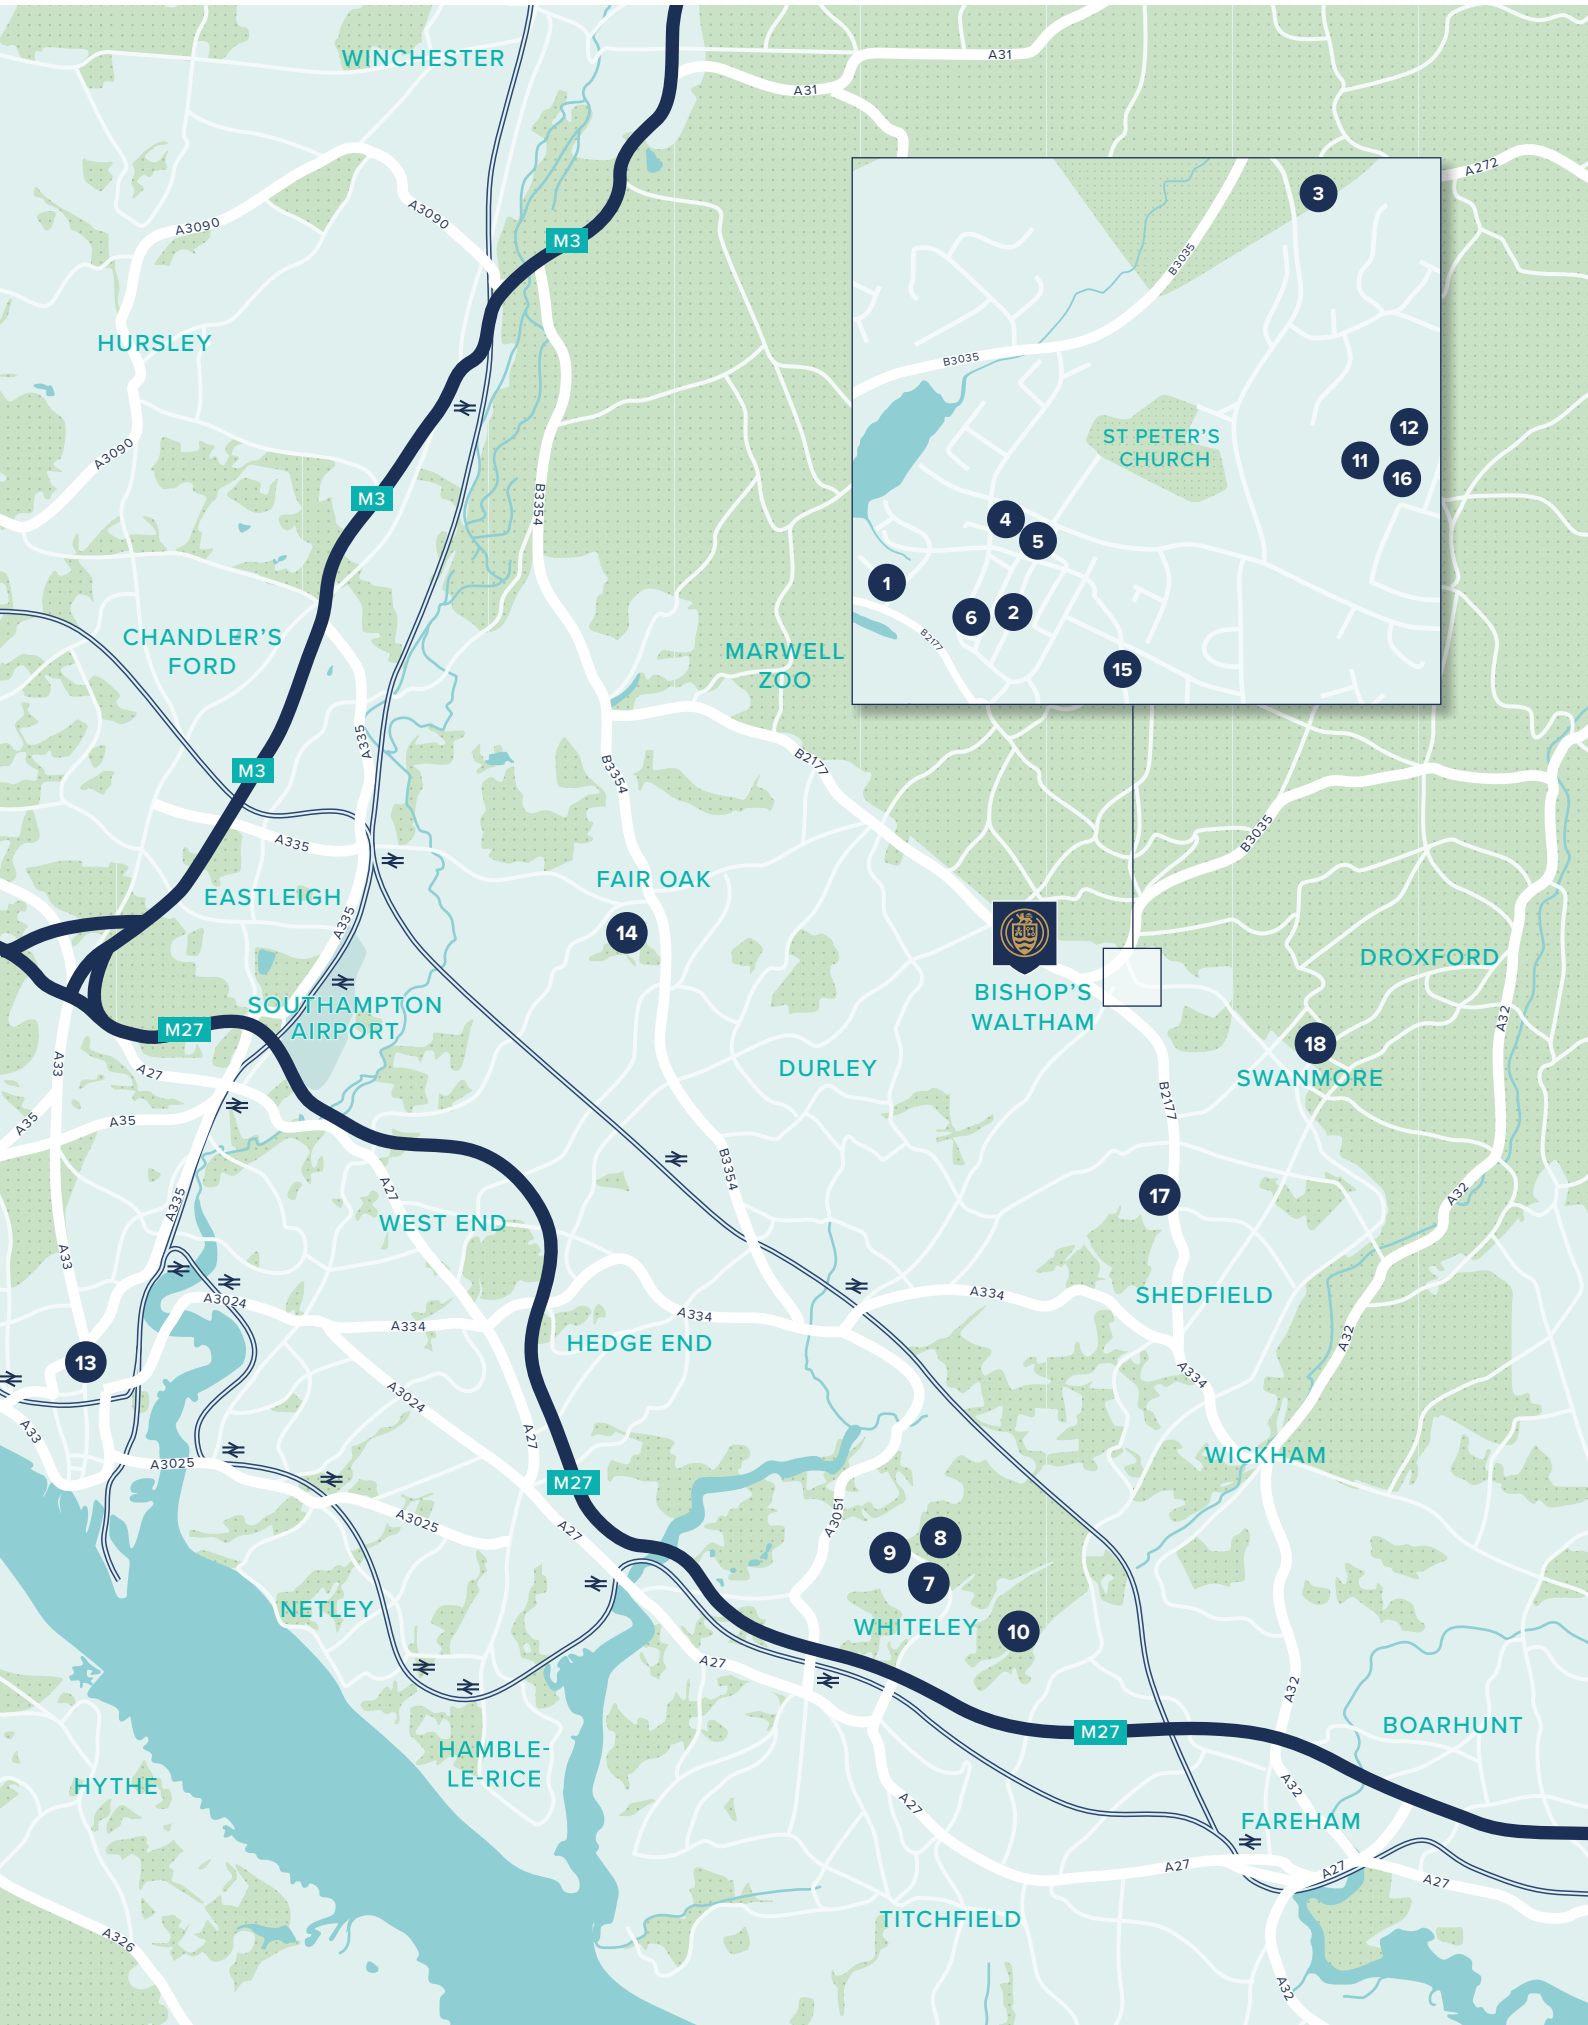 WINCHESTER
A31
A31
A272
A3090
A3090
M3
3
B3035
HURSLEY
B3035
A3090
ST PETER'S
CHURCH
12
11
16
M3
B3354
4
5
1
6
2
B2177
15
CHANDLER'S
FORD
MARWELL
ZOO
A335
M3
B3354
B2177
A335
B3035
FAIR OAK
EASTLEIGH
A335
14
DROXFORD
BISHOP'S
WALTHAM
SOUTHAMPTON
AIRPORT
M27
A32
18
SWANMORE
A33
A27
DURLEY
B2177
A35
A35
B3354
A27
A335
17
A32
WEST END
A33
SHEDFIELD
A3024
A334
A334
A334
HEDGE END
A32
13
A334
A3024
A33
A27
A3025
WICKHAM
M27
A3025
A27
A3051
8
9
7
NETLEY
WHITELEY
10
A27
A32
BOARHUNT
M27
HAMBLE-
LE-RICE
HYTHE
A32
A27
FAREHAM
A27
A27
A27
TITCHFIELD
A326
A32